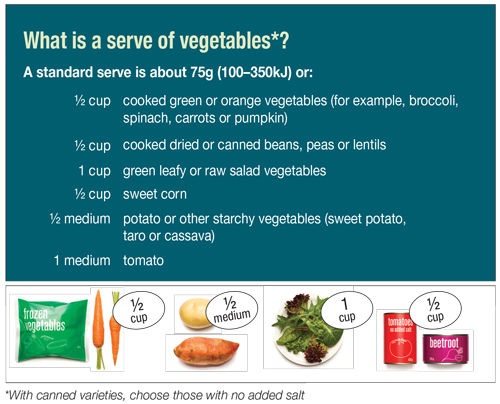 What is a serve of vegetables*?
A standard serve is about 75g (100–350kJ) or:
½ cup cooked green or orange vegetables (for example, broccoli,
spinach, carrots or pumpkin)
½ cup cooked dried or canned beans, peas or lentils
1 cup green leafy or raw salad vegetables
½ cup sweet corn
½ medium potato or other starchy vegetables (sweet potato,
taro or cassava)
1 medium tomato
frozen
vegetables
½
cup
½
medium
1
cup
tomatoes
no added salt
½
cup
beetroot
*With canned varieties, choose those with no added salt